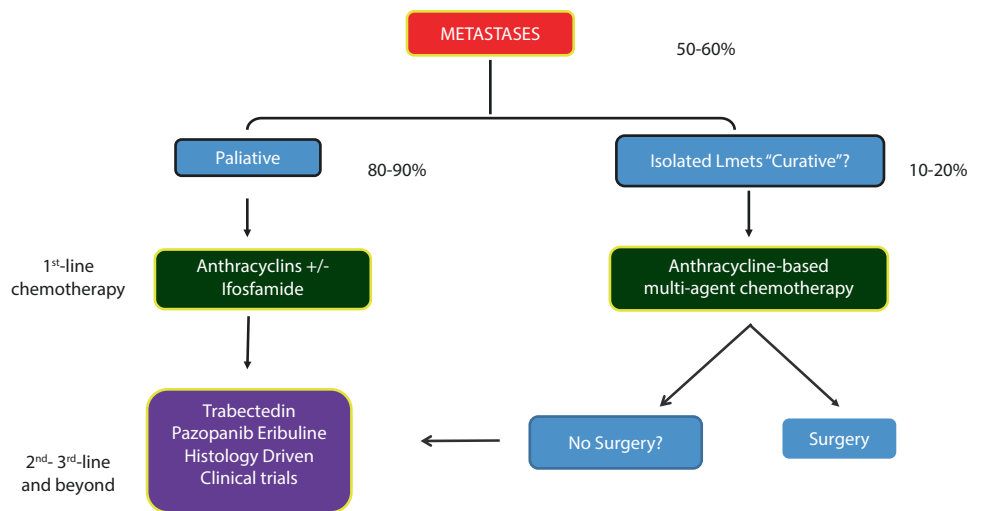 METASTASES
50-60%
Paliative
80-90%
Isolated Lmets "Curative"?
10-20%
1st-line
chemotherapy
Anthracyclins +/-
Ifosfamide
Anthracycline-based
multi-agent chemotherapy
2nd- 3rd-line
and beyond
Trabectedin
Pazopanib Eribuline
Histology Driven
Clinical trials
No Surgery?
Surgery